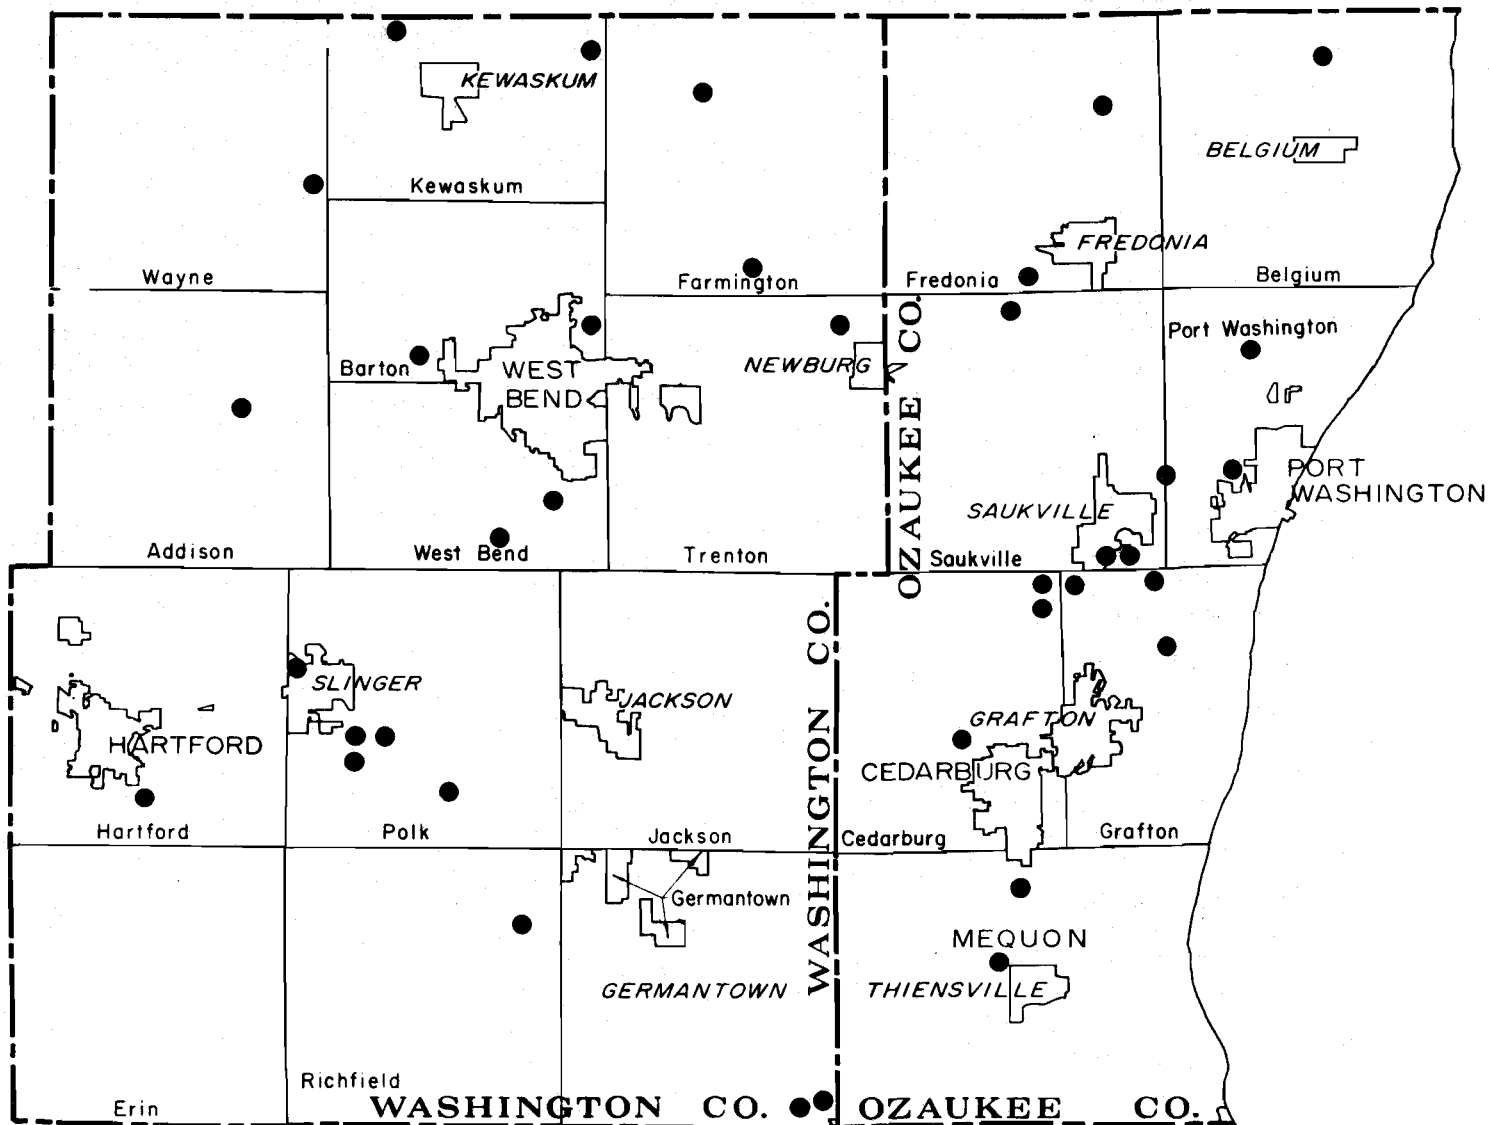 KEWASKUM
BELGIUM
Kewaskum
FREDONIA
Wayne
Farmington
Fredonia
Belgium
Port Washington
Barton
WEST
BEND
NEWBURG
OZAUKEE CO.
PORT
WASHINGTON
SAUKVILLE
Addison
West Bend
Trenton
Saukville
SLINGER
JACKSON
GRAFTON
HARTFORD
CEDARBURG
Hartford
Polk
Jackson
Cedarburg
Grafton
WASHINGTON CO.
Germantown
MEQUON
GERMANTOWN
THIENSVILLE
Richfield
Erin
WASHINGTON CO.
OZAUKEE CO.